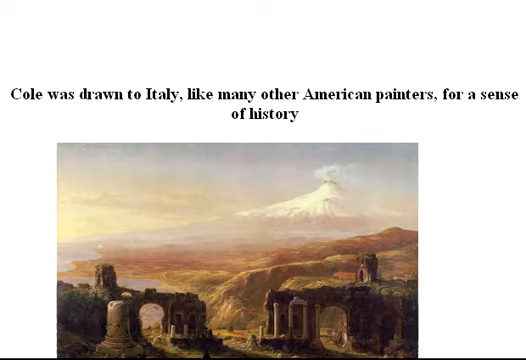 Cole was drawn to Italy, like many other American painters, for a sense
of history